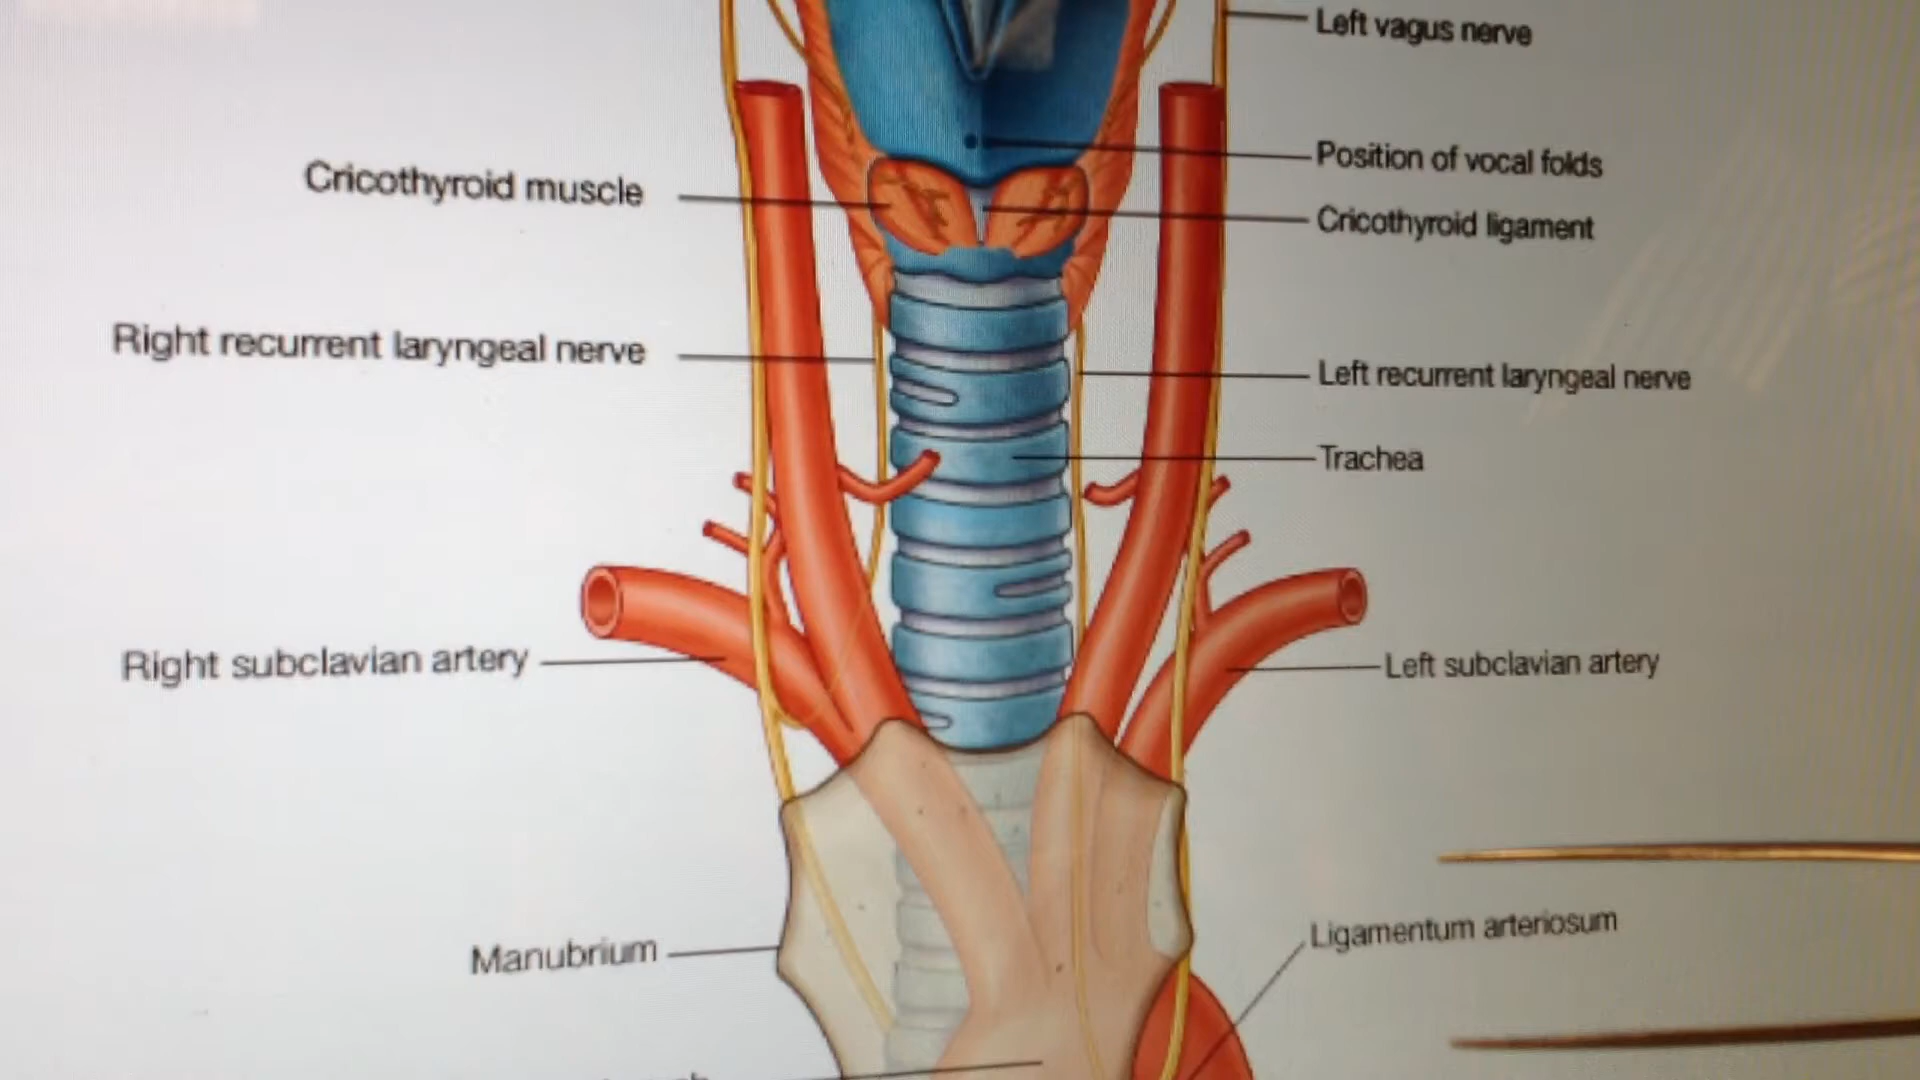 Left vagus nerve
Position of vocal folds
Cricothyroid muscle
Cricothyroid ligament
Right recurrent laryngeal nerve
Left recurrent laryngeal nerve
Trachea
Right subclavian artery
Left subclavian artery
Manubrium
Ligamentum arteriosum